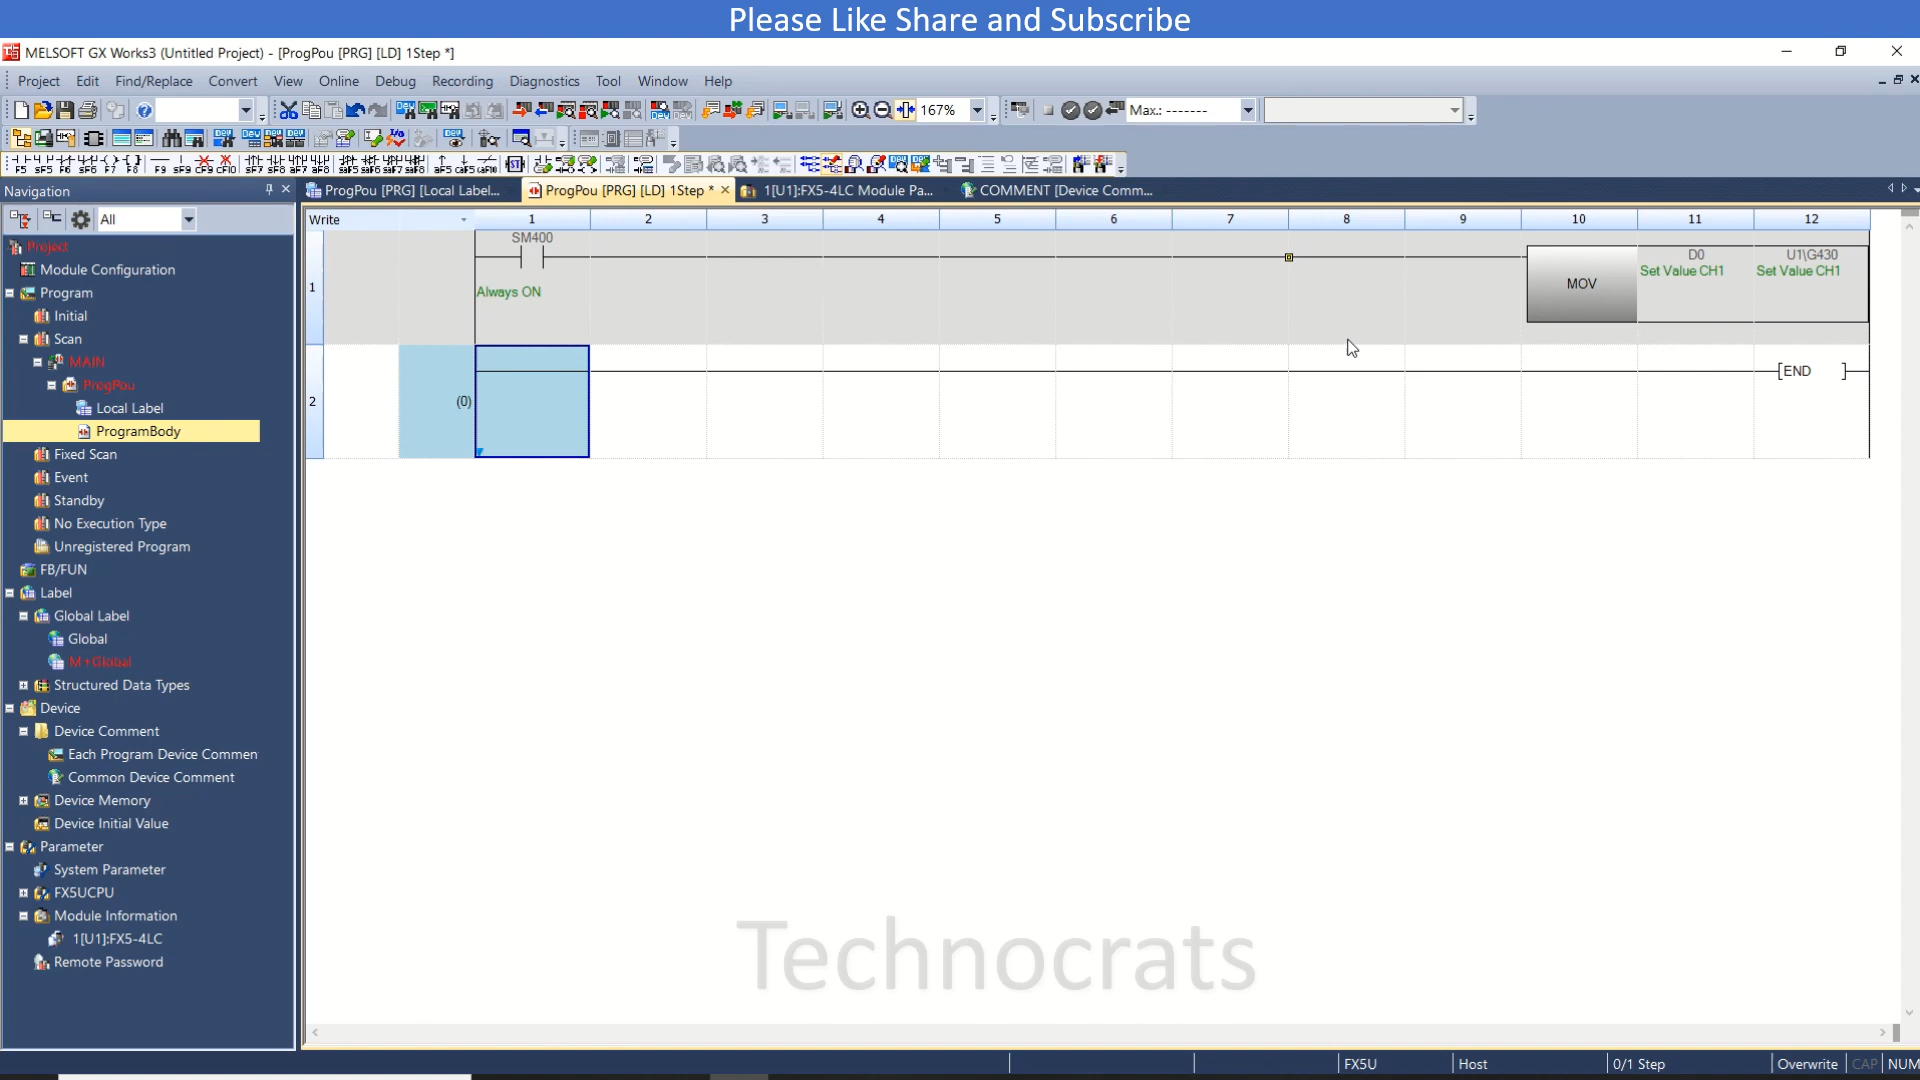 Please Like Share and Subscribe
MELSOFT GX Works3 (Untitled Project) - [ProgPou [PRG] [LD] 1Step *]
Project Edit Find/Replace Convert View Online Debug Recording Diagnostics Tool Window Help
167% Max.: -------
Navigation
ProgPou [PRG] [Local Label...
ProgPou [PRG] [LD] 1Step *
1[U1]:FX5-4LC Module Pa...
COMMENT [Device Comm...
All
Write 1 2 3 4 5 6 7 8 9 10 11 12
SM400
Always ON
1
MOV
D0
Set Value CH1
U1\G430
Set Value CH1
2
(0)
[END ]
Project
Module Configuration
Program
Initial
Scan
MAIN
ProgPou
Local Label
ProgramBody
Fixed Scan
Event
Standby
No Execution Type
Unregistered Program
FB/FUN
Label
Global Label
Global
M+Global
Structured Data Types
Device
Device Comment
Each Program Device Commen
Common Device Comment
Device Memory
Device Initial Value
Parameter
System Parameter
FX5UCPU
Module Information
1[U1]:FX5-4LC
Remote Password
Technocrats
FX5U Host 0/1 Step Overwrite CAP NUM